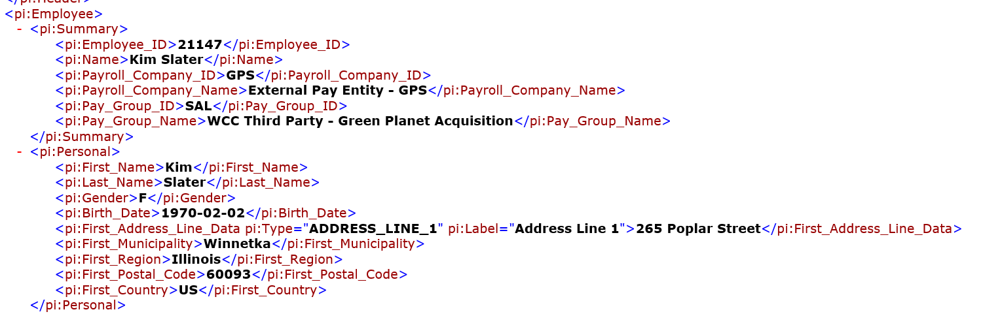 </pi:Header>
<pi:Employee>
- <pi:Summary>
<pi:Employee_ID>21147</pi:Employee_ID>
<pi:Name>Kim Slater</pi:Name>
<pi:Payroll_Company_ID>GPS</pi:Payroll_Company_ID>
<pi:Payroll_Company_Name>External Pay Entity - GPS</pi:Payroll_Company_Name>
<pi:Pay_Group_ID>SAL</pi:Pay_Group_ID>
<pi:Pay_Group_Name>WCC Third Party - Green Planet Acquisition</pi:Pay_Group_Name>
</pi:Summary>
- <pi:Personal>
<pi:First_Name>Kim</pi:First_Name>
<pi:Last_Name>Slater</pi:Last_Name>
<pi:Gender>F</pi:Gender>
<pi:Birth_Date>1970-02-02</pi:Birth_Date>
<pi:First_Address_Line_Data pi:Type="ADDRESS_LINE_1" pi:Label="Address Line 1">265 Poplar Street</pi:First_Address_Line_Data>
<pi:First_Municipality>Winnetka</pi:First_Municipality>
<pi:First_Region>Illinois</pi:First_Region>
<pi:First_Postal_Code>60093</pi:First_Postal_Code>
<pi:First_Country>US</pi:First_Country>
</pi:Personal>